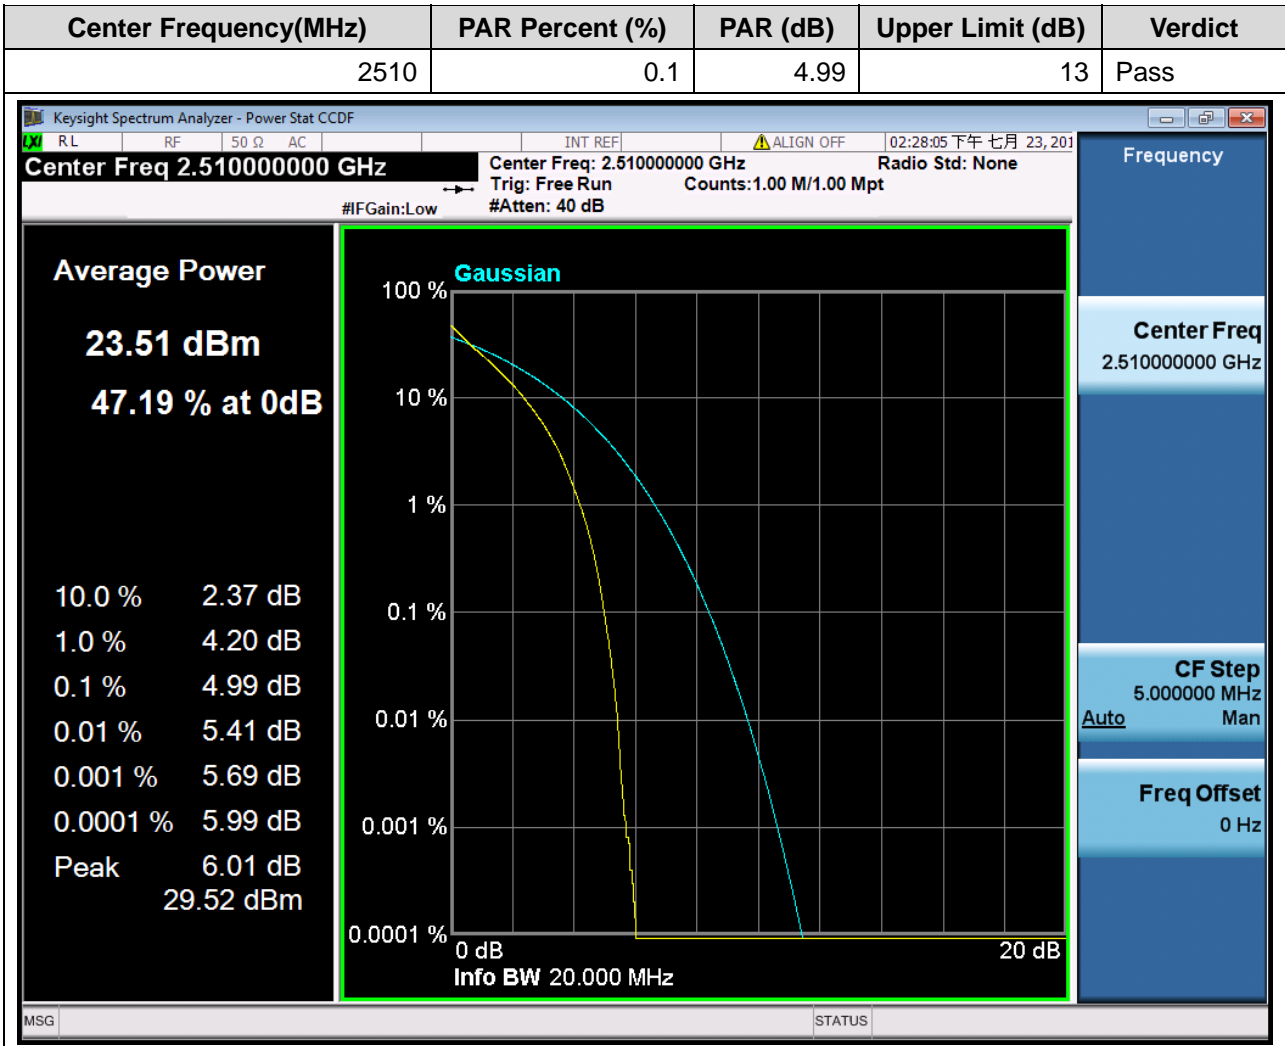 Center Frequency(MHz) PAR Percent (%) PAR (dB) Upper Limit (dB) Verdict
2510 0.1 4.99 13 Pass
Keysight Spectrum Analyzer - Power Stat CCDF
LXI RL RF 50 Ω AC INT REF ALIGN OFF 02:28:05 下午 七月 23, 201
Center Freq 2.510000000 GHz
Center Freq: 2.510000000 GHz Radio Std: None
Trig: Free Run Counts:1.00 M/1.00 Mpt
#IFGain:Low #Atten: 40 dB
Average Power
23.51 dBm
47.19 % at 0dB
10.0 % 2.37 dB
1.0 % 4.20 dB
0.1 % 4.99 dB
0.01 % 5.41 dB
0.001 % 5.69 dB
0.0001 % 5.99 dB
Peak 6.01 dB
29.52 dBm
Gaussian
100 %
10 %
1 %
0.1 %
0.01 %
0.001 %
0.0001 %
0 dB 20 dB
Info BW 20.000 MHz
Frequency
Center Freq
2.510000000 GHz
CF Step
5.000000 MHz
Auto Man
Freq Offset
0 Hz
MSG STATUS